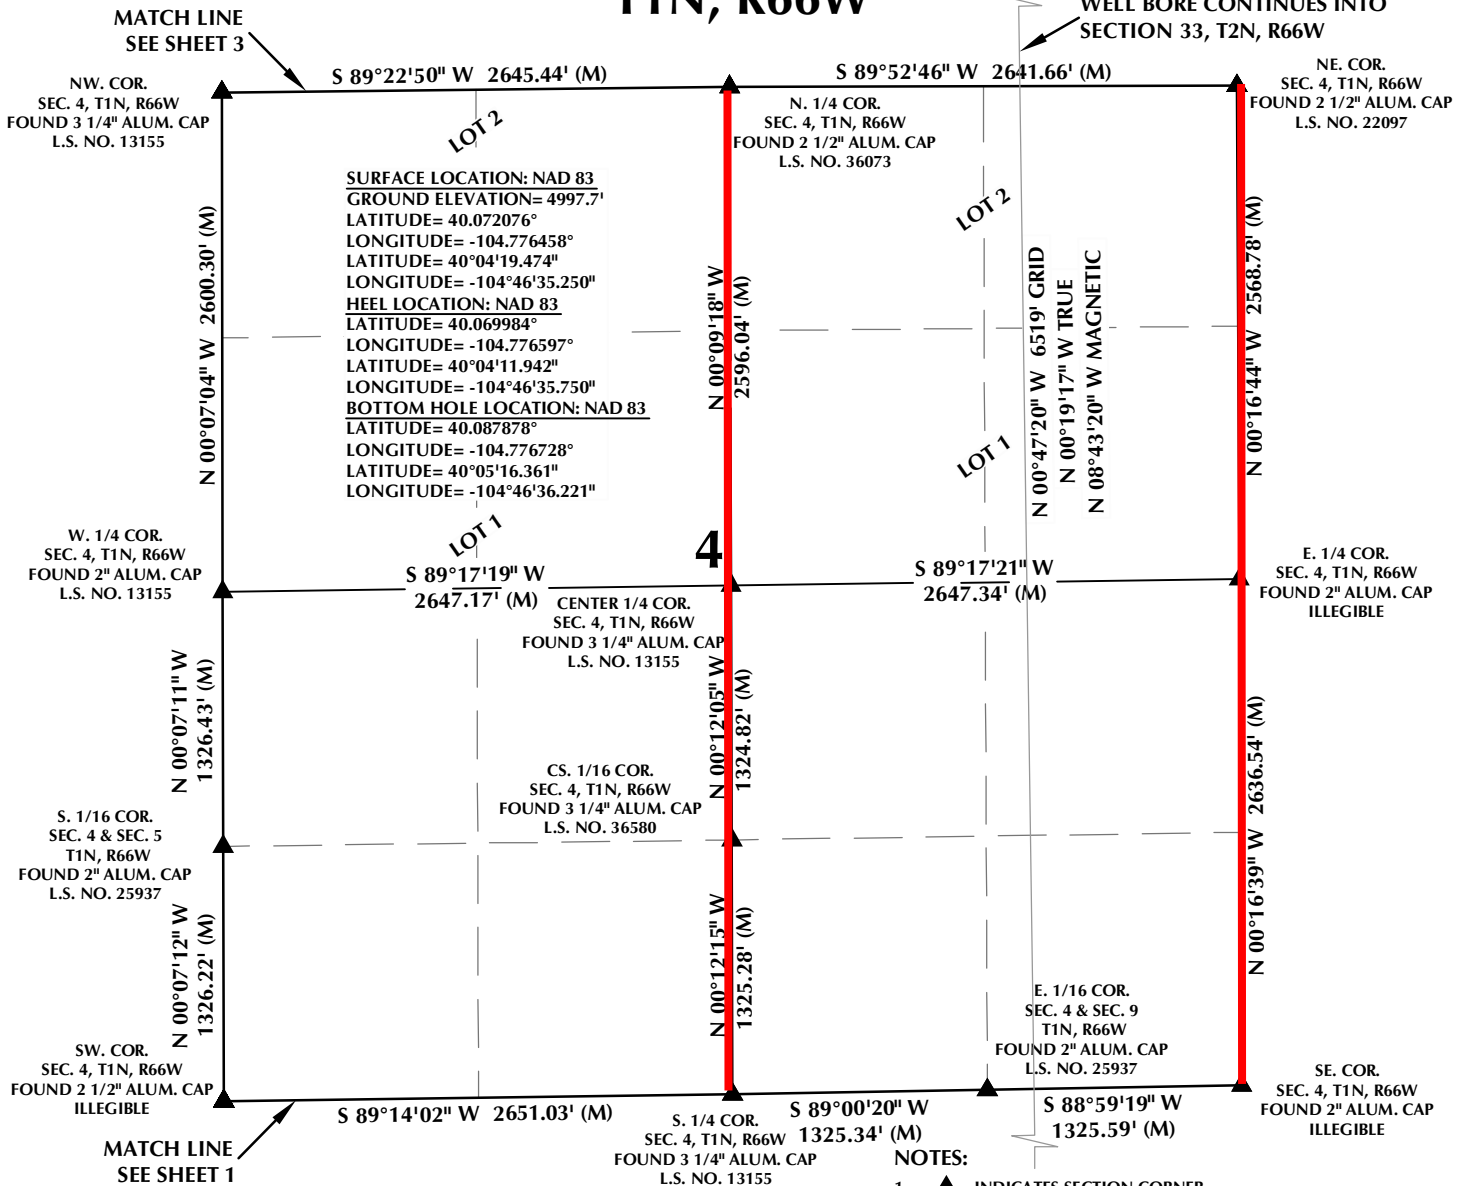 T1N, R66W
WELL BORE CONTINUES INTO
SECTION 33, T2N, R66W
MATCH LINE
SEE SHEET 3
S 89°22'50" W 2645.44' (M)
S 89°52'46" W 2641.66' (M)
NW. COR.
SEC. 4, T1N, R66W
FOUND 3 1/4" ALUM. CAP
L.S. NO. 13155
N. 1/4 COR.
SEC. 4, T1N, R66W
FOUND 2 1/2" ALUM. CAP
L.S. NO. 36073
NE. COR.
SEC. 4, T1N, R66W
FOUND 2 1/2" ALUM. CAP
L.S. NO. 22097
LOT 2
LOT 2
SURFACE LOCATION: NAD 83
GROUND ELEVATION= 4997.7'
LATITUDE= 40.072076°
LONGITUDE= -104.776458°
LATITUDE= 40°04'19.474"
LONGITUDE= -104°46'35.250"
HEEL LOCATION: NAD 83
LATITUDE= 40.069984°
LONGITUDE= -104.776597°
LATITUDE= 40°04'11.942"
LONGITUDE= -104°46'35.750"
BOTTOM HOLE LOCATION: NAD 83
LATITUDE= 40.087878°
LONGITUDE= -104.776728°
LATITUDE= 40°05'16.361"
LONGITUDE= -104°46'36.221"
N 00°07'04" W 2600.30' (M)
N 00°09'18" W
2596.04' (M)
N 00°47'20" W 6519' GRID
N 00°19'17" W TRUE
N 08°43'20" W MAGNETIC
N 00°16'44" W 2568.78' (M)
LOT 1
LOT 1
4
W. 1/4 COR.
SEC. 4, T1N, R66W
FOUND 2" ALUM. CAP
L.S. NO. 13155
S 89°17'19" W
2647.17' (M)
CENTER 1/4 COR.
SEC. 4, T1N, R66W
FOUND 3 1/4" ALUM. CAP
L.S. NO. 13155
S 89°17'21" W
2647.34' (M)
E. 1/4 COR.
SEC. 4, T1N, R66W
FOUND 2" ALUM. CAP
ILLEGIBLE
N 00°07'11" W
1326.43' (M)
N 00°12'05" W
1324.82' (M)
N 00°16'39" W 2636.54' (M)
CS. 1/16 COR.
SEC. 4, T1N, R66W
FOUND 3 1/4" ALUM. CAP
L.S. NO. 36580
S. 1/16 COR.
SEC. 4 & SEC. 5
T1N, R66W
FOUND 2" ALUM. CAP
L.S. NO. 25937
N 00°07'12" W
1326.22' (M)
N 00°12'15" W
1325.28' (M)
E. 1/16 COR.
SEC. 4 & SEC. 9
T1N, R66W
FOUND 2" ALUM. CAP
L.S. NO. 25937
SW. COR.
SEC. 4, T1N, R66W
FOUND 2 1/2" ALUM. CAP
ILLEGIBLE
SE. COR.
SEC. 4, T1N, R66W
FOUND 2" ALUM. CAP
ILLEGIBLE
S 89°14'02" W 2651.03' (M)
S 89°00'20" W
1325.34' (M)
S 88°59'19" W
1325.59' (M)
MATCH LINE
SEE SHEET 1
S. 1/4 COR.
SEC. 4, T1N, R66W
FOUND 3 1/4" ALUM. CAP
L.S. NO. 13155
NOTES:
1. INDICATES SECTION CORNER